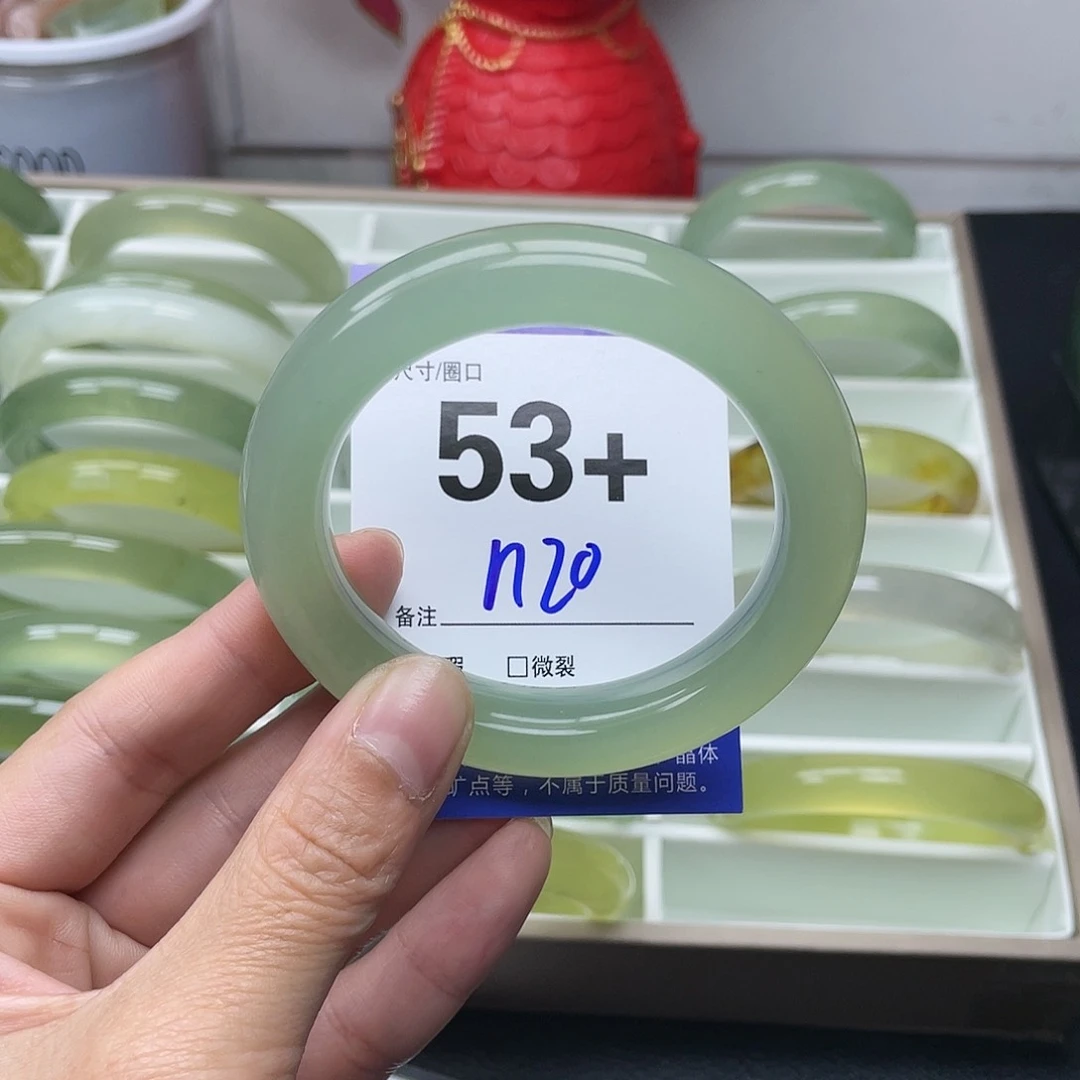 尺寸/圈口
53+
n20
备注
□微裂
晶体
矿点等，不属于质量问题。